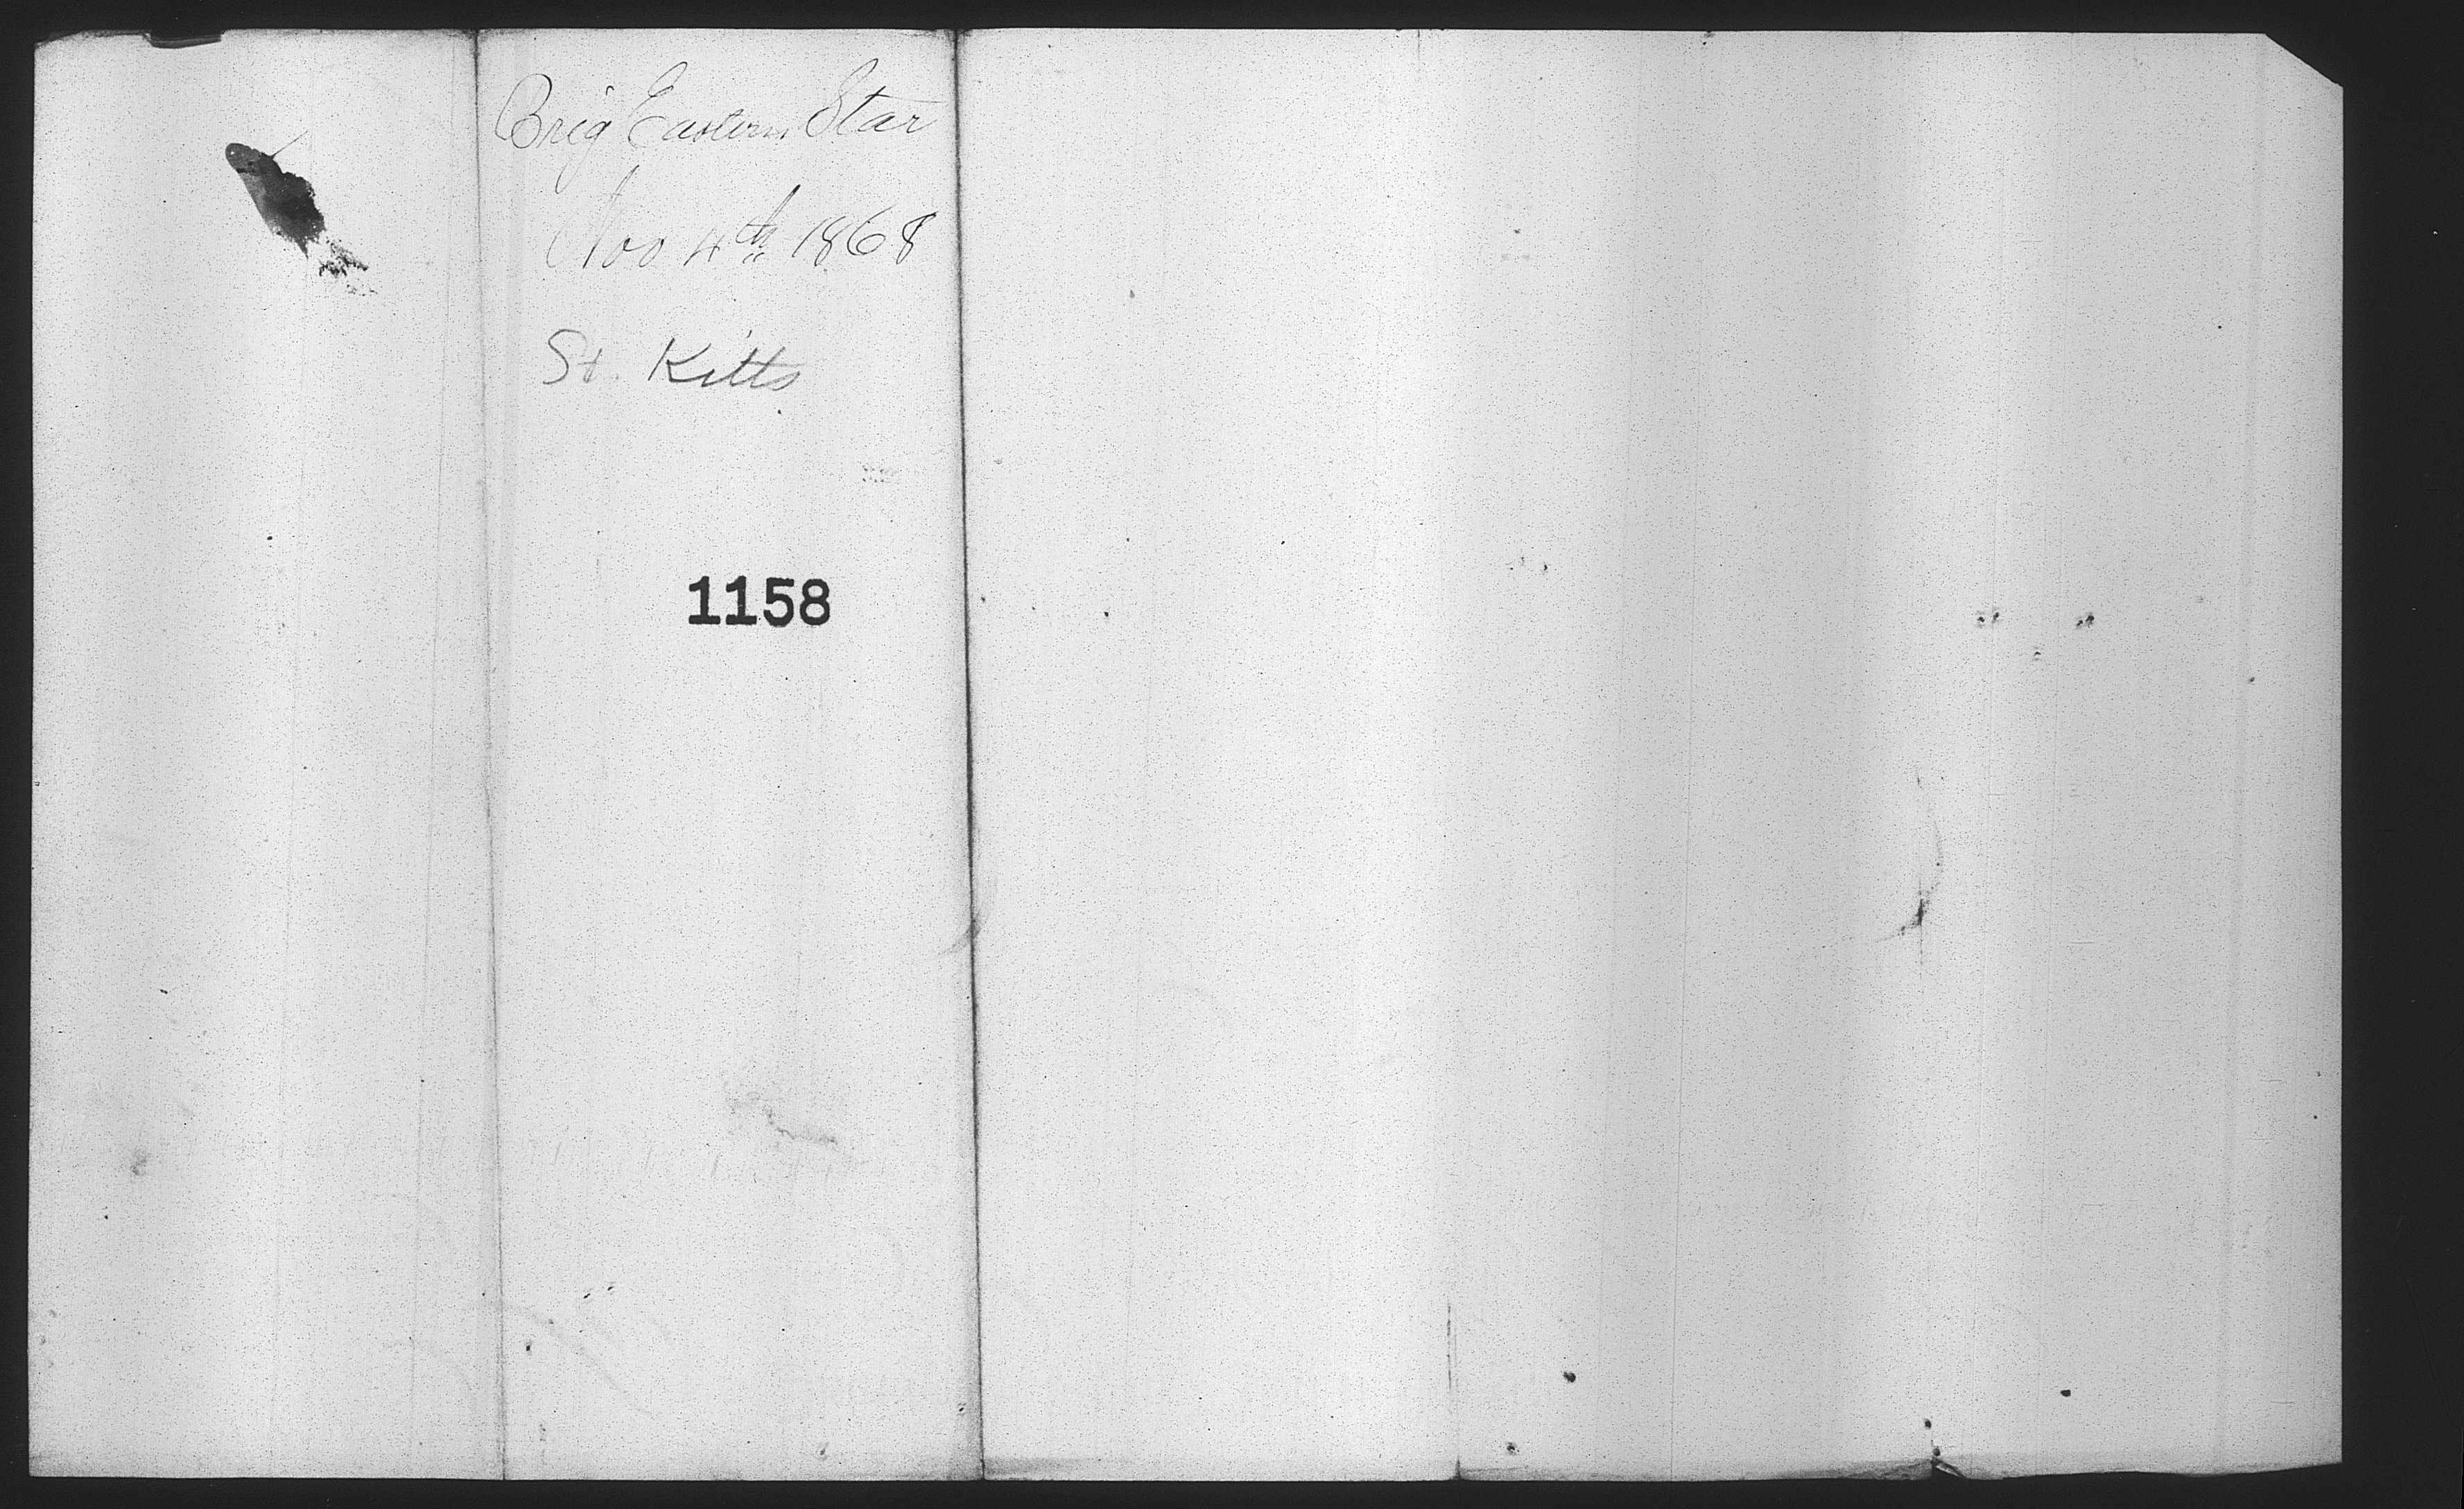 Brig Eastern Star
Nov 4th 1868
St. Kitts
1158